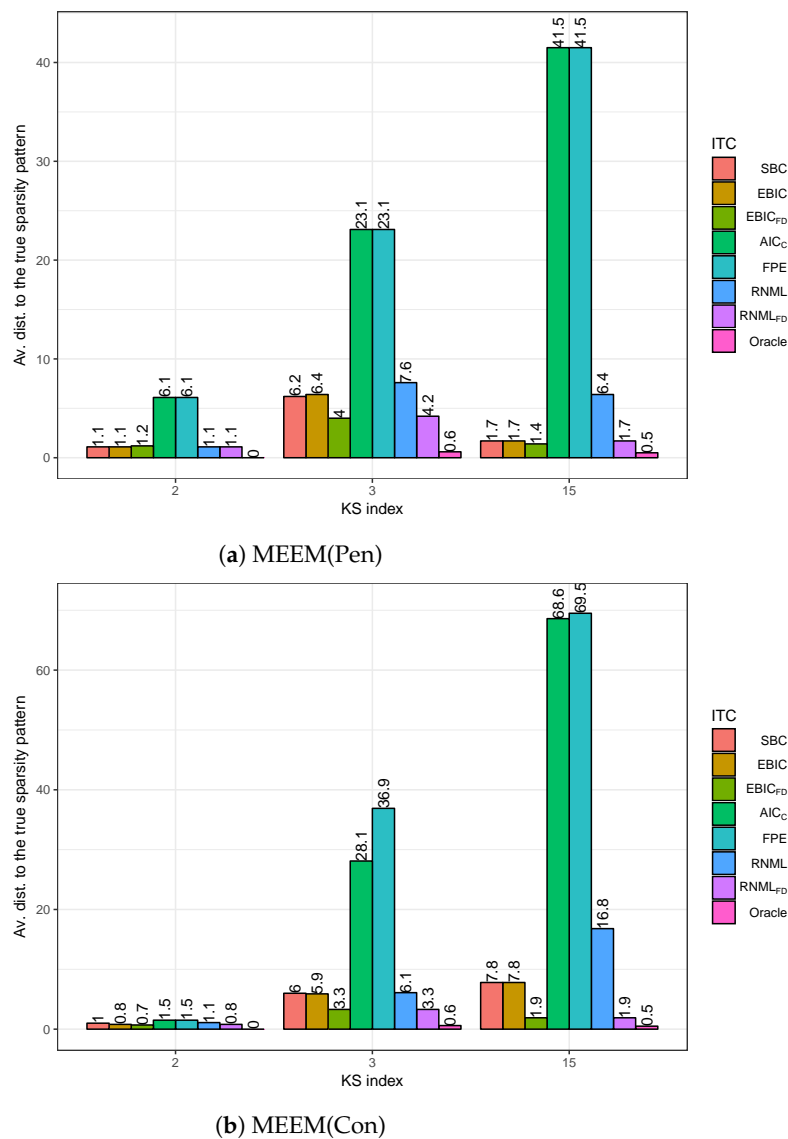 Av. dist. to the true sparsity pattern
40
30
20
10
0
1.1
1.1
1.2
6.1
6.1
1.1
1.1
0
6.2
6.4
4
23.1
23.1
7.6
4.2
0.6
1.7
1.7
1.4
41.5
41.5
6.4
1.7
0.5
2
3
15
KS index
ITC
SBC
EBIC
EBIC_FD
AIC_C
FPE
RNML
RNML_FD
Oracle
(a) MEEM(Pen)
Av. dist. to the true sparsity pattern
60
40
20
0
1
0.8
0.7
1.5
1.5
1.1
0.8
0
6
5.9
3.3
28.1
36.9
6.1
3.3
0.6
7.8
7.8
1.9
68.6
69.5
16.8
1.9
0.5
2
3
15
KS index
ITC
SBC
EBIC
EBIC_FD
AIC_C
FPE
RNML
RNML_FD
Oracle
(b) MEEM(Con)